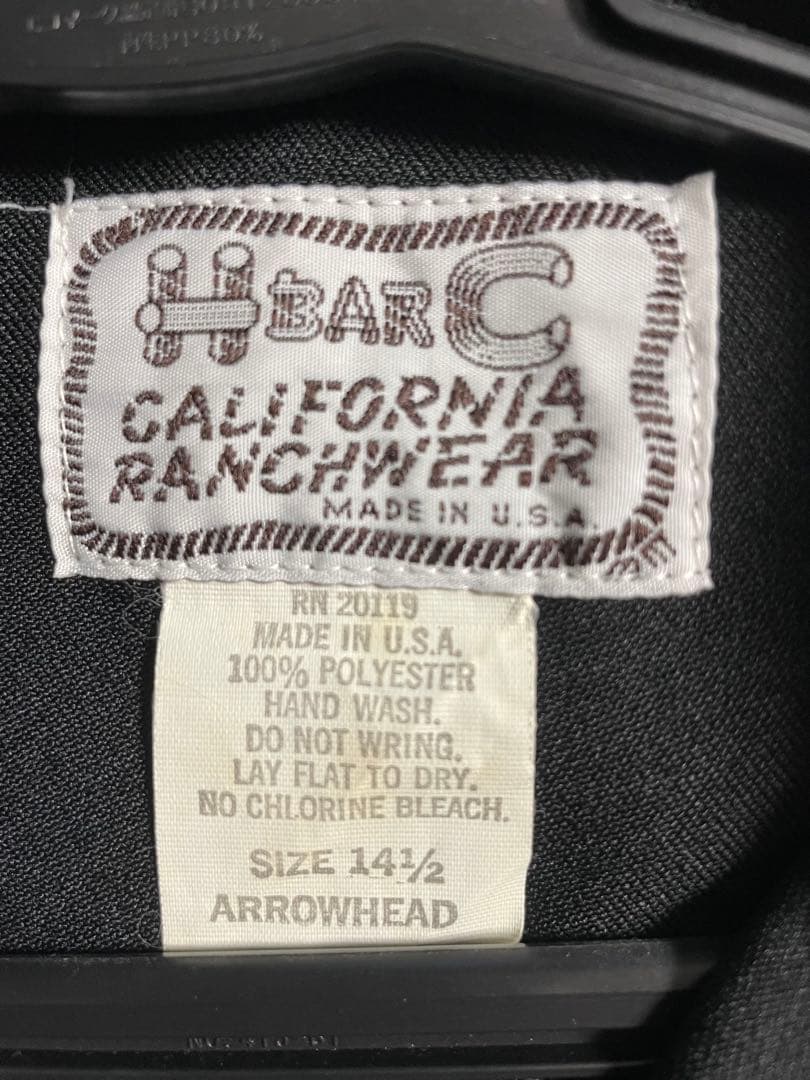 H BAR C
CALIFORNIA
RANCHWEAR
MADE IN U.S.A.
RN 20119
MADE IN U.S.A.
100% POLYESTER
HAND WASH.
DO NOT WRING.
LAY FLAT TO DRY.
NO CHLORINE BLEACH.
SIZE 14½
ARROWHEAD